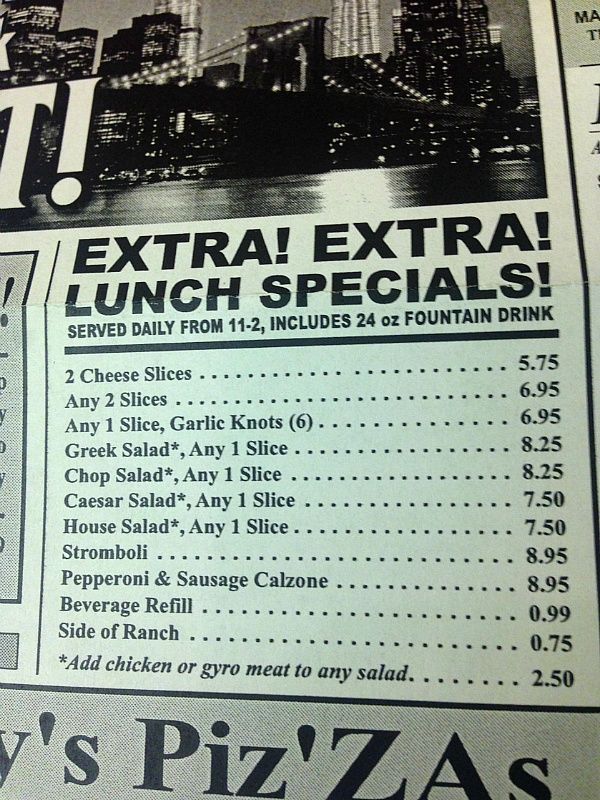 T!
EXTRA! EXTRA!
LUNCH SPECIALS!
SERVED DAILY FROM 11-2, INCLUDES 24 oz FOUNTAIN DRINK
2 Cheese Slices . . . . . . . . . . . . . . . . . . . . . . . . . . . . . 5.75
Any 2 Slices . . . . . . . . . . . . . . . . . . . . . . . . . . . . . . . 6.95
Any 1 Slice, Garlic Knots (6) . . . . . . . . . . . . . . . . . 6.95
Greek Salad*, Any 1 Slice . . . . . . . . . . . . . . . . . . . 8.25
Chop Salad*, Any 1 Slice . . . . . . . . . . . . . . . . . . . . 8.25
Caesar Salad*, Any 1 Slice . . . . . . . . . . . . . . . . . . . 7.50
House Salad*, Any 1 Slice . . . . . . . . . . . . . . . . . . . 7.50
Stromboli . . . . . . . . . . . . . . . . . . . . . . . . . . . . . . 8.95
Pepperoni & Sausage Calzone . . . . . . . . . . . . . . . 8.95
Beverage Refill . . . . . . . . . . . . . . . . . . . . . . . . . . 0.99
Side of Ranch . . . . . . . . . . . . . . . . . . . . . . . . . . . 0.75
*Add chicken or gyro meat to any salad. . . . . . . . . 2.50
y's Piz'ZAs